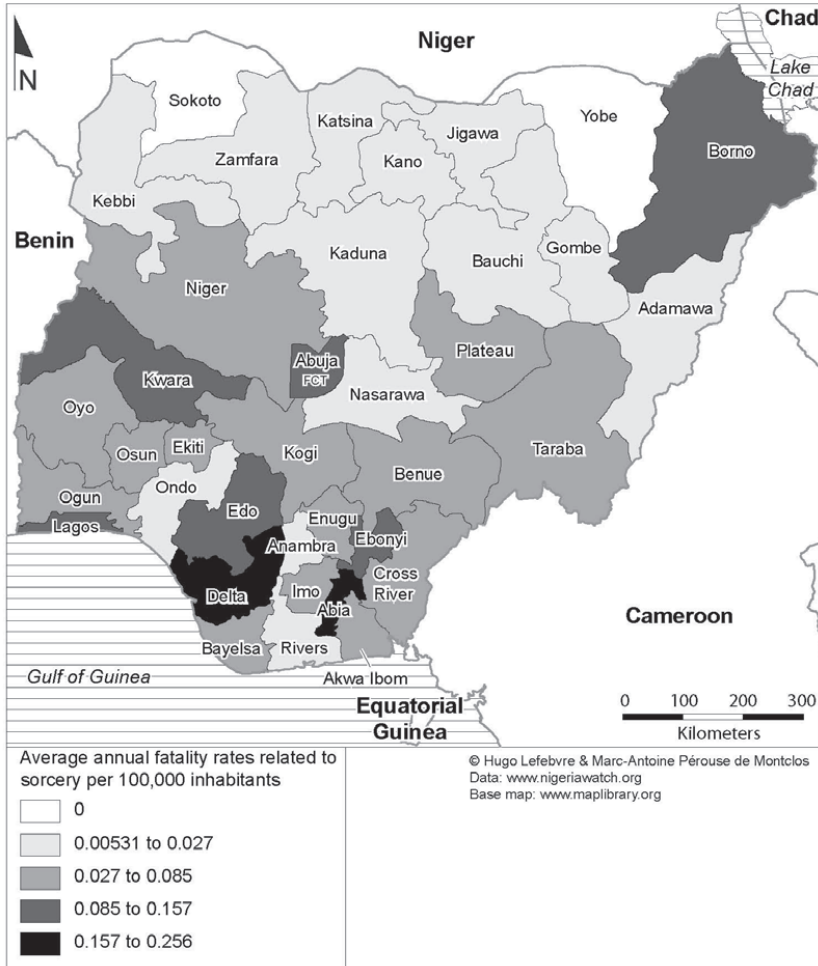 Chad
Niger
N
Lake
Chad
Sokoto
Katsina
Yobe
Jigawa
Borno
Zamfara
Kano
Kebbi
Benin
Kaduna
Gombe
Bauchi
Niger
Adamawa
Plateau
Abuja
FCT
Kwara
Nasarawa
Oyo
Taraba
Osun
Ekiti
Kogi
Benue
Ondo
Ogun
Edo
Enugu
Lagos
Ebonyi
Anambra
Cross
River
Imo
Delta
Abia
Cameroon
Bayelsa
Rivers
Gulf of Guinea
Akwa Ibom
Equatorial
Guinea
0 100 200 300
Kilometers
Average annual fatality rates related to
sorcery per 100,000 inhabitants
0
0.00531 to 0.027
0.027 to 0.085
0.085 to 0.157
0.157 to 0.256
© Hugo Lefebvre & Marc-Antoine Pérouse de Montclos
Data: www.nigeriawatch.org
Base map: www.maplibrary.org